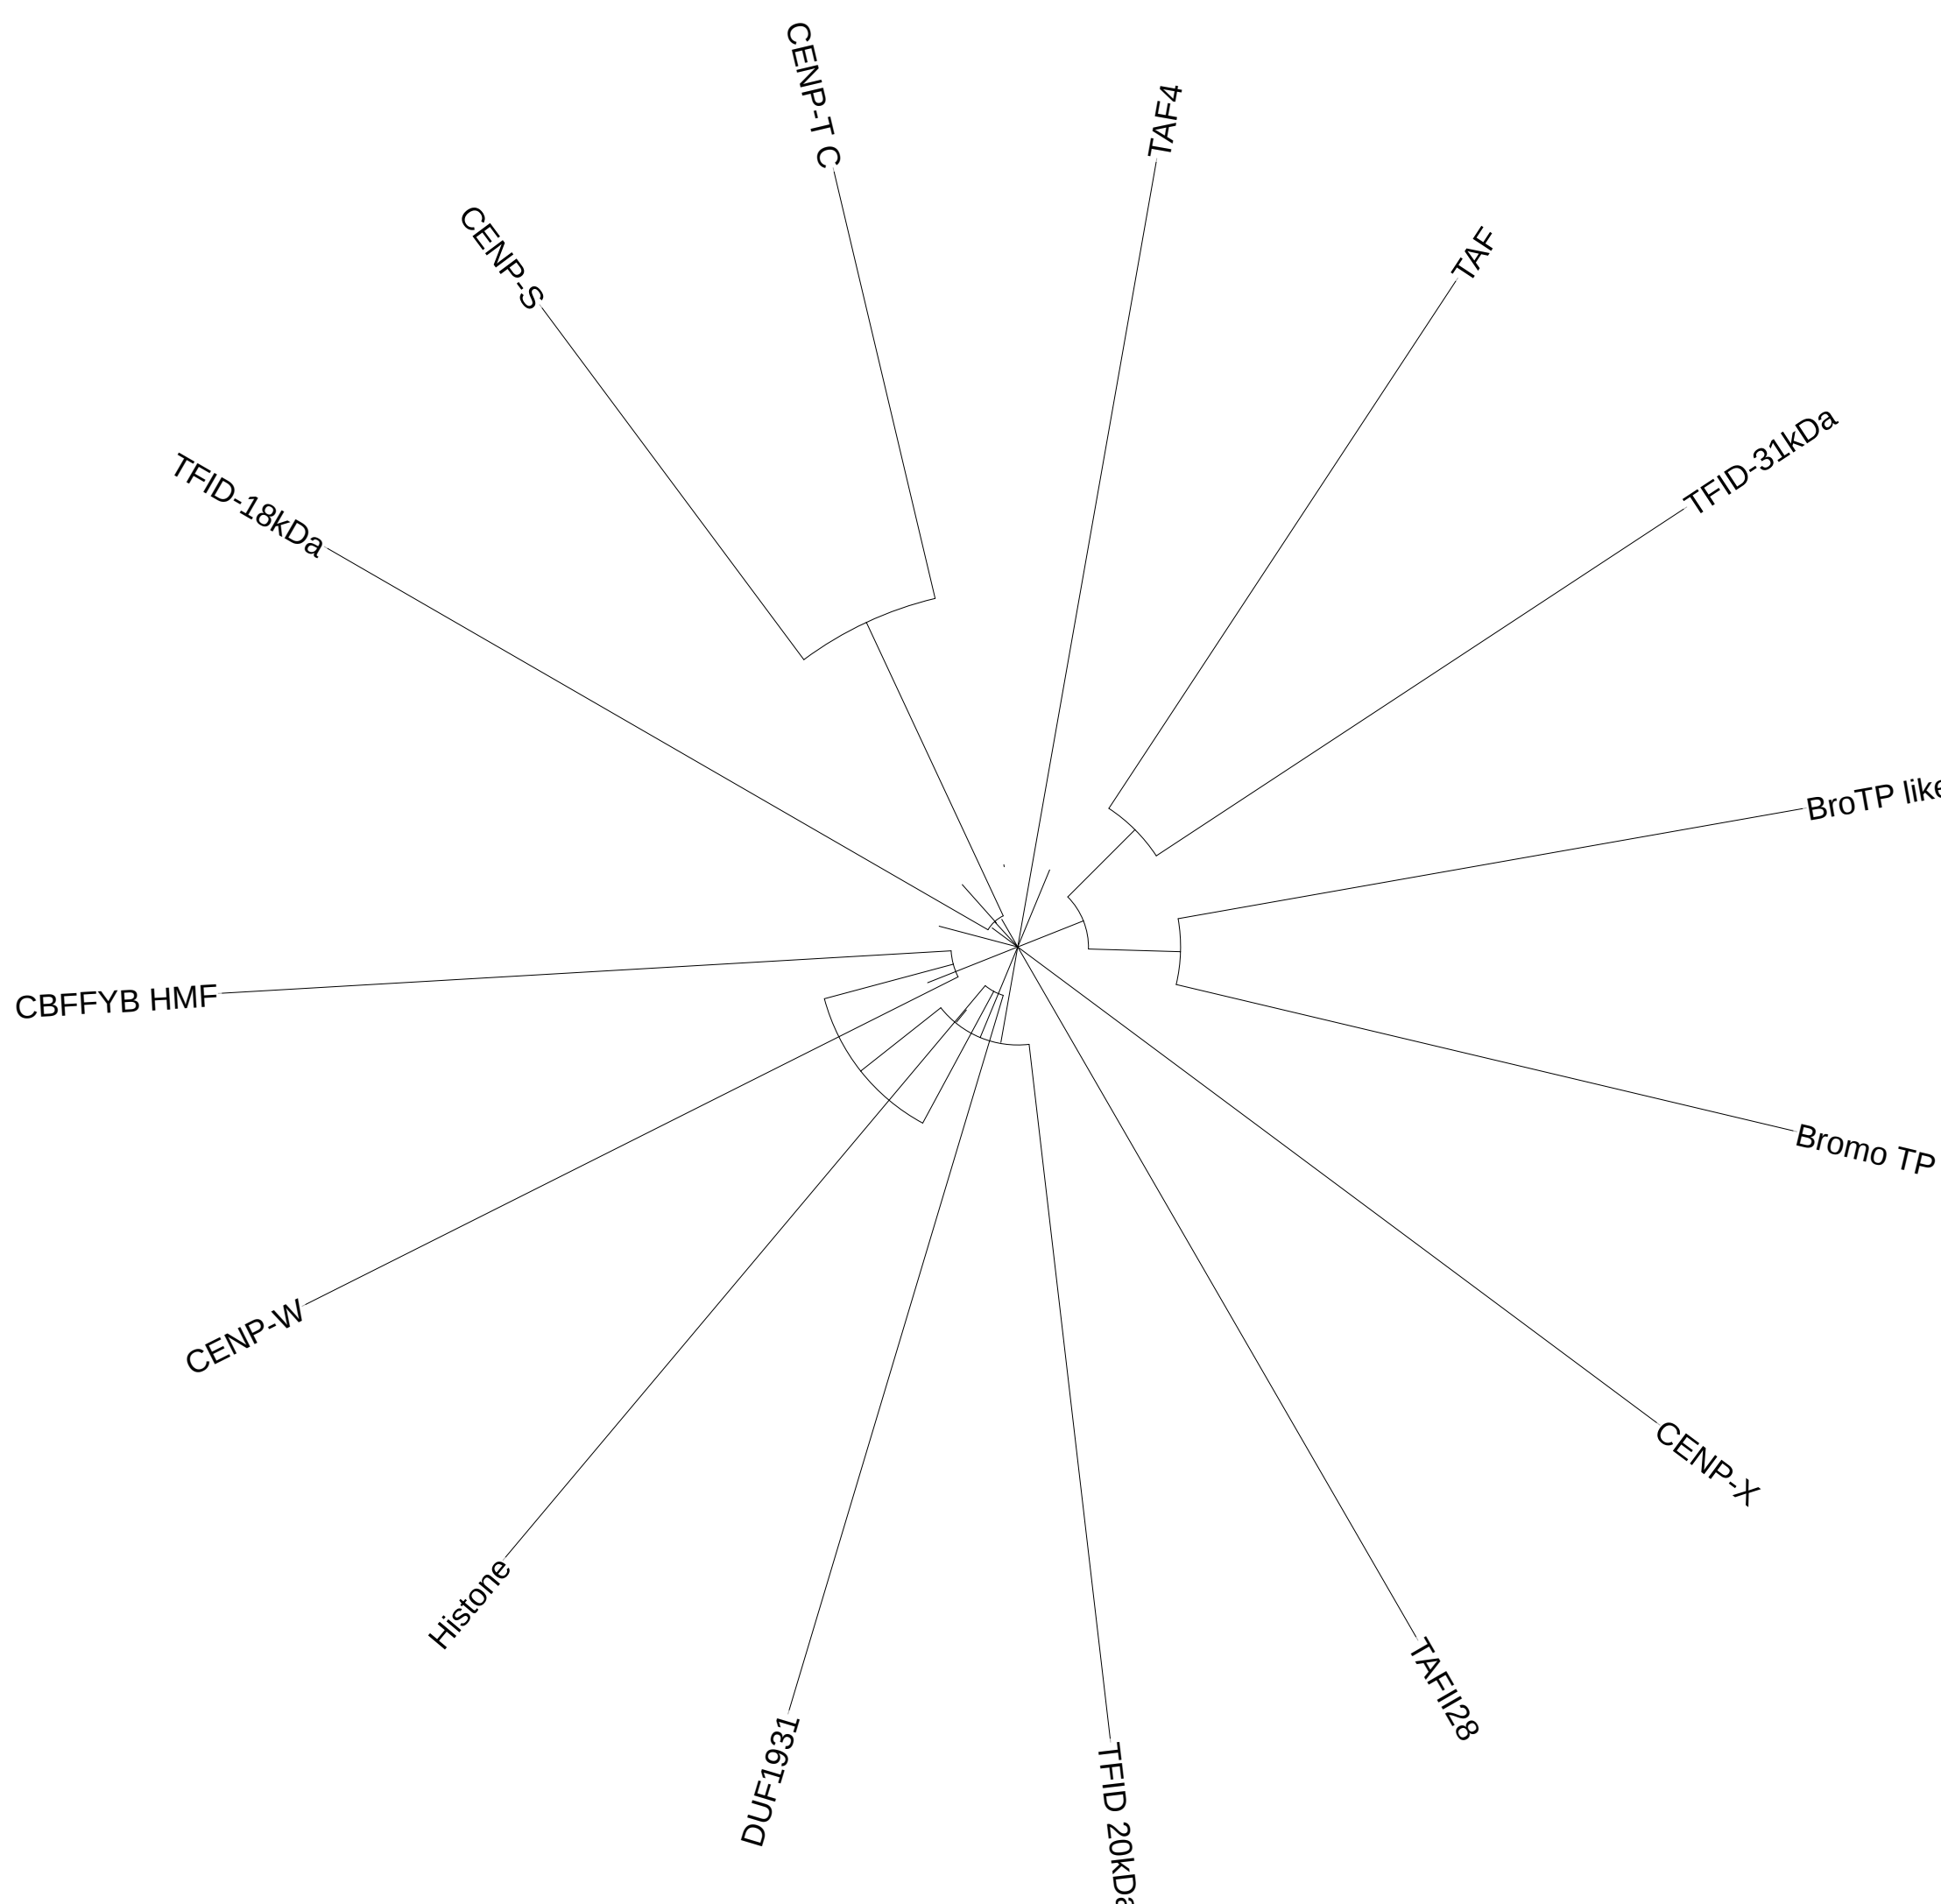 CENP-T C
TAF4
CENP-S
TAF
TFID-31kDa
TFID-18kDa
BroTP like
CBFFYB HMF
Bromo TP
CENP-W
CENP-X
Histone
TAFII28
DUF1931
TFID 20kDa